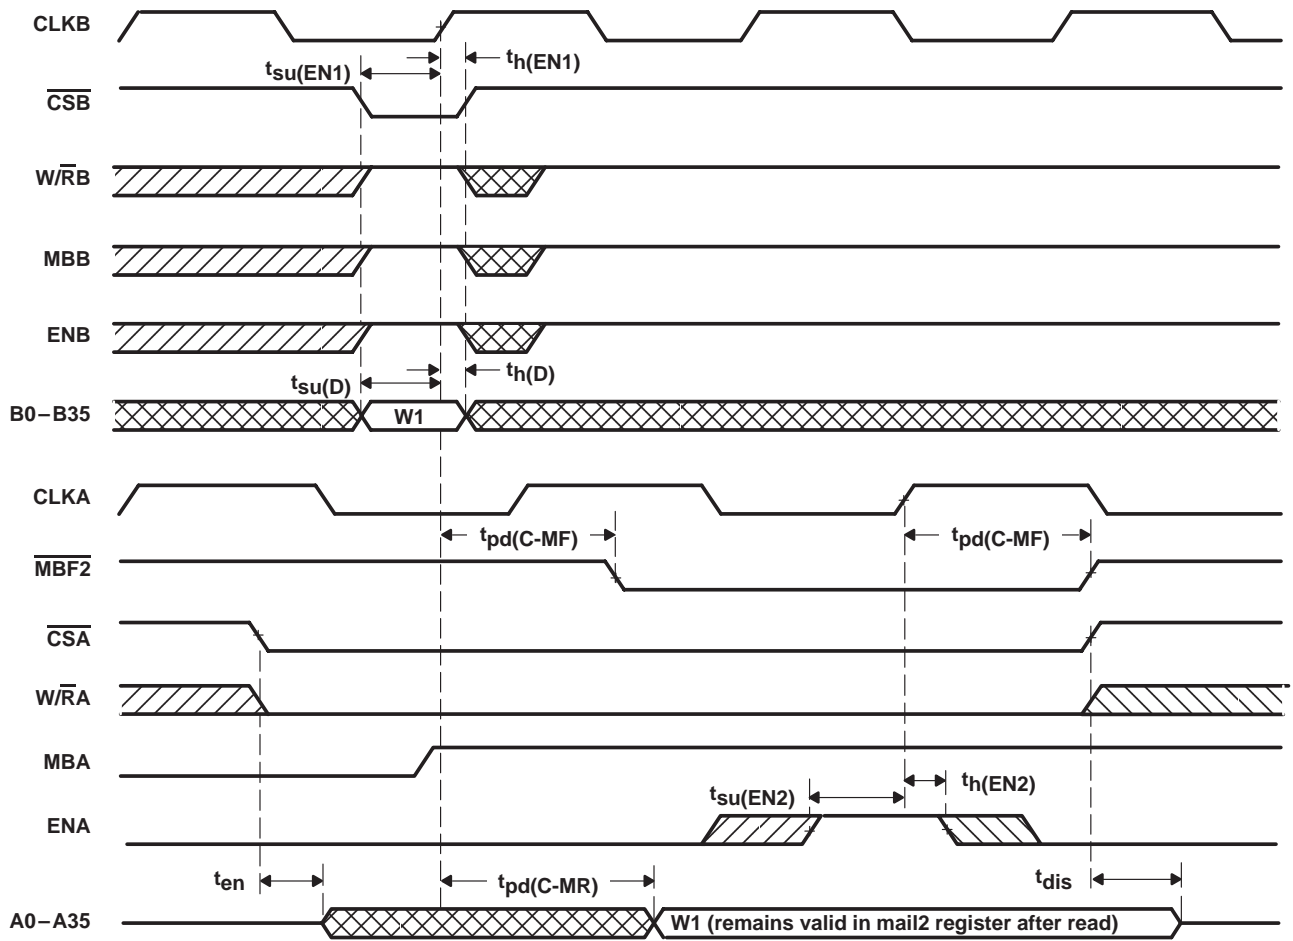 CLKB
tsu(EN1)
th(EN1)
CSB
W/RB
MBB
ENB
tsu(D)
th(D)
B0–B35
W1
CLKA
tpd(C-MF)
tpd(C-MF)
MBF2
CSA
W/RA
MBA
tsu(EN2)
th(EN2)
ENA
ten
tpd(C-MR)
tdis
A0–A35
W1 (remains valid in mail2 register after read)